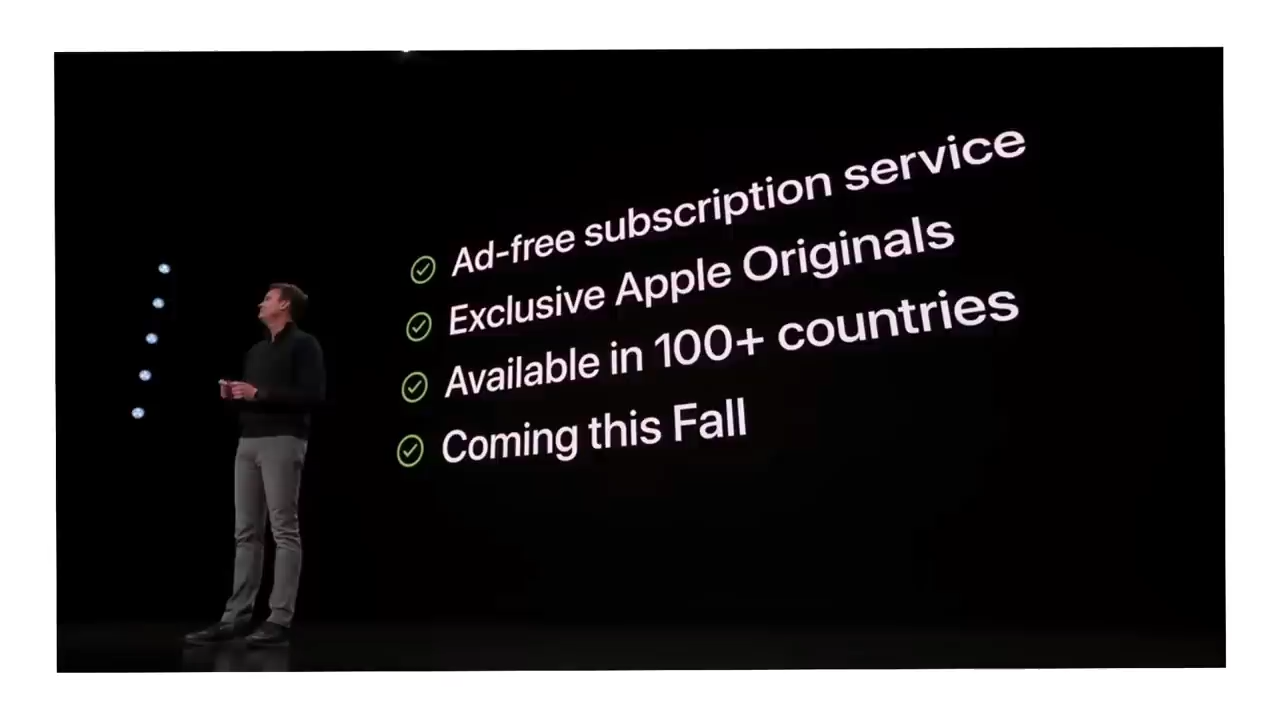 Ad-free subscription service
Exclusive Apple Originals
Available in 100+ countries
Coming this Fall